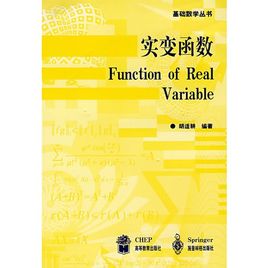 基础数学丛书
实变函数
Function of Real
Variable
● 胡适耕 编著
CHEP
高等教育出版社
Springer
施普林格出版社